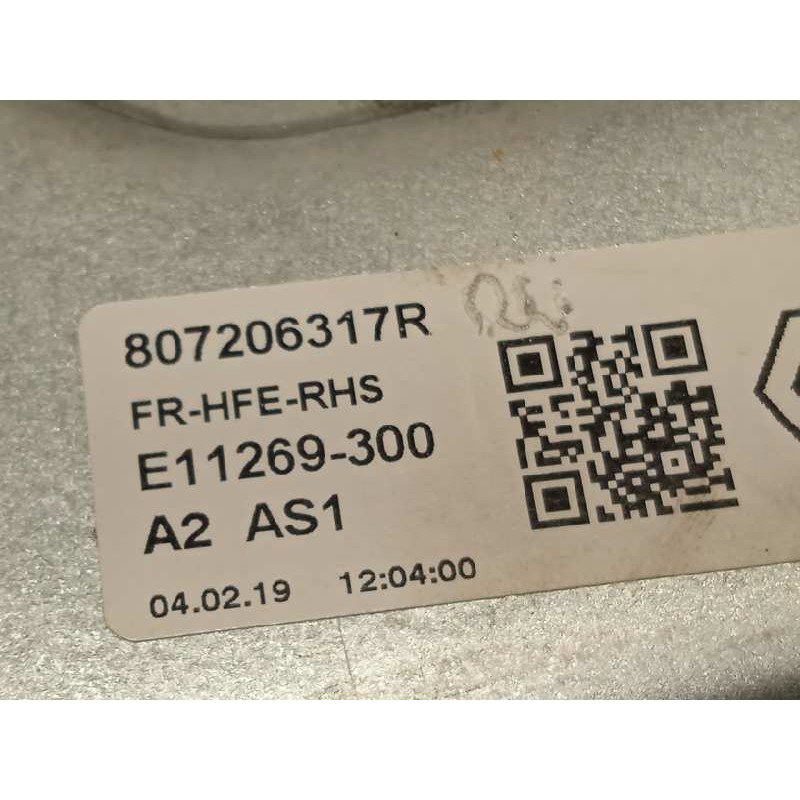 807206317R
FR-HFE-RHS
E11269-300
A2 AS1
04.02.19 12:04:00